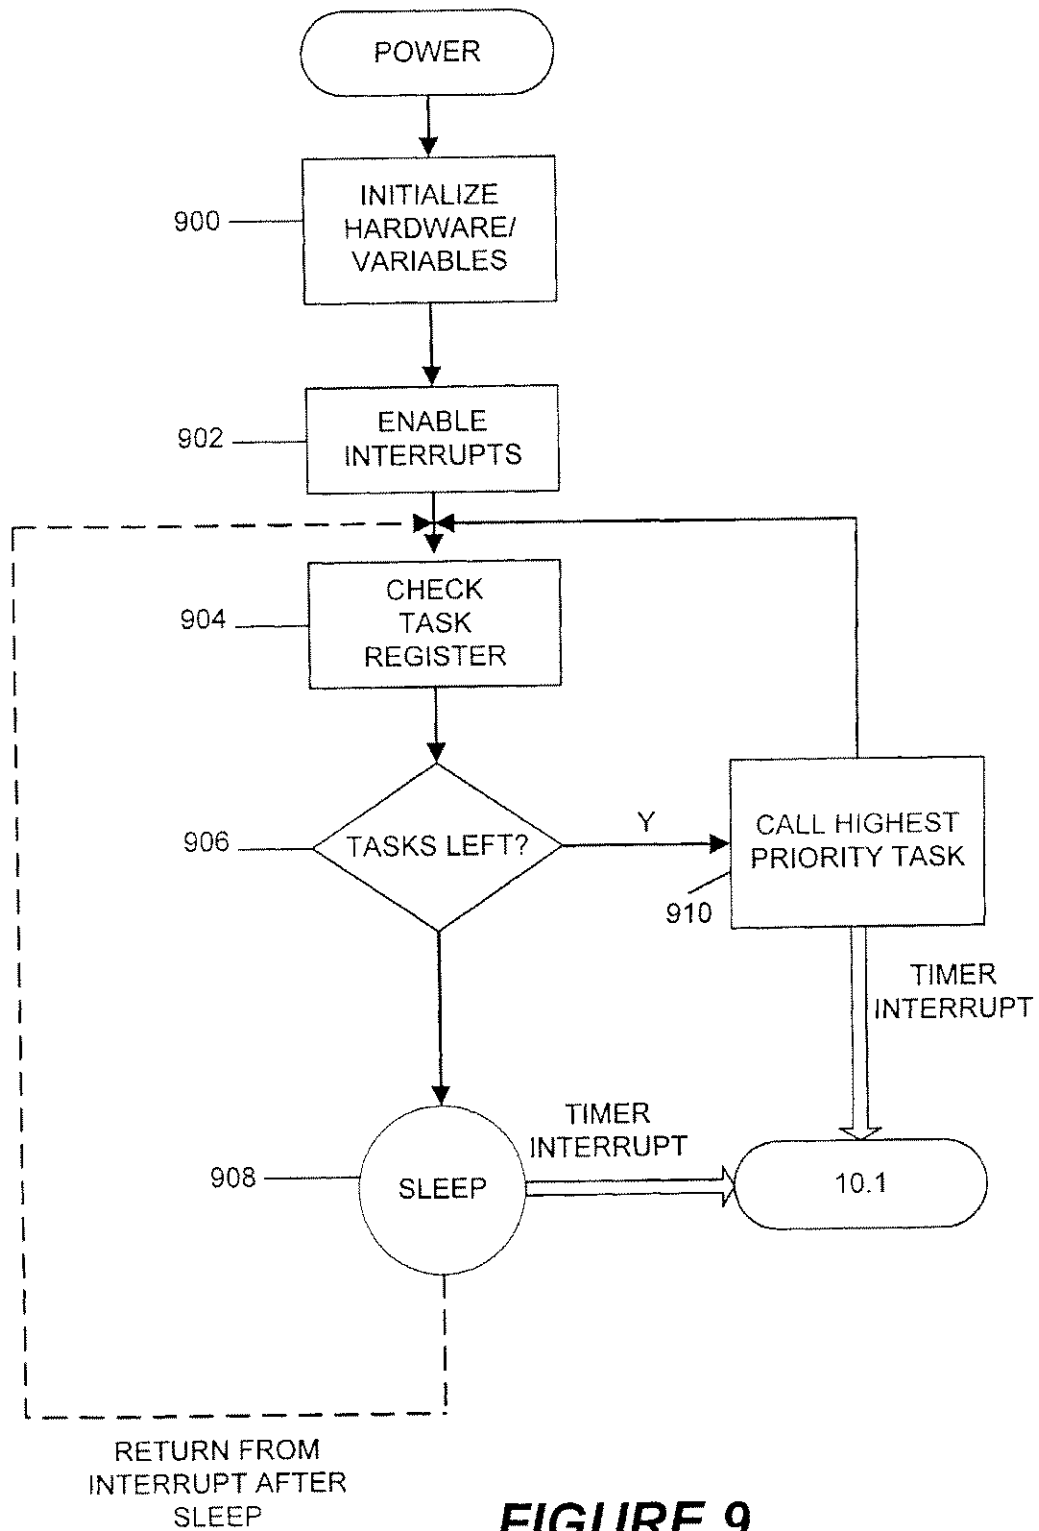 POWER
INITIALIZE
HARDWARE/
VARIABLES
900
ENABLE
INTERRUPTS
902
CHECK
TASK
REGISTER
904
TASKS LEFT?
906
Y
CALL HIGHEST
PRIORITY TASK
910
TIMER
INTERRUPT
SLEEP
908
TIMER
INTERRUPT
10.1
RETURN FROM
INTERRUPT AFTER
SLEEP
FIGURE 9